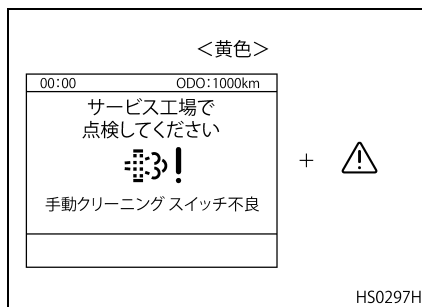 ＜黄色＞
00:00 ODO：1000km
サービス工場で
点検してください
手動クリーニング スイッチ不良
+
HS0297H